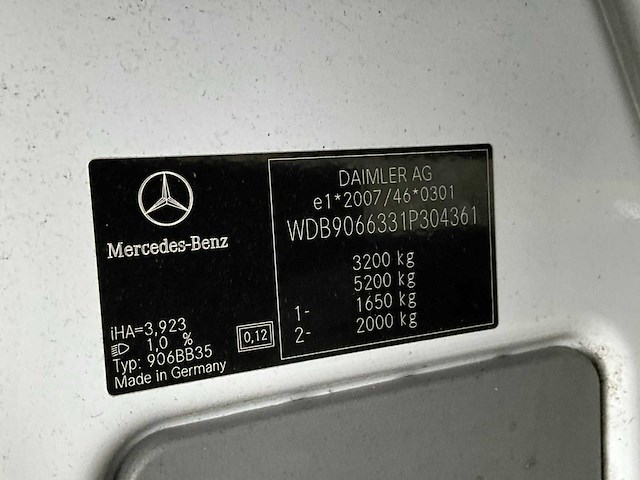 Mercedes-Benz
iHA=3,923
1,0 %
Typ: 906BB35
Made in Germany
0,12
DAIMLER AG
e1*2007/46*0301
WDB9066331P304361
3200 kg
5200 kg
1- 1650 kg
2- 2000 kg